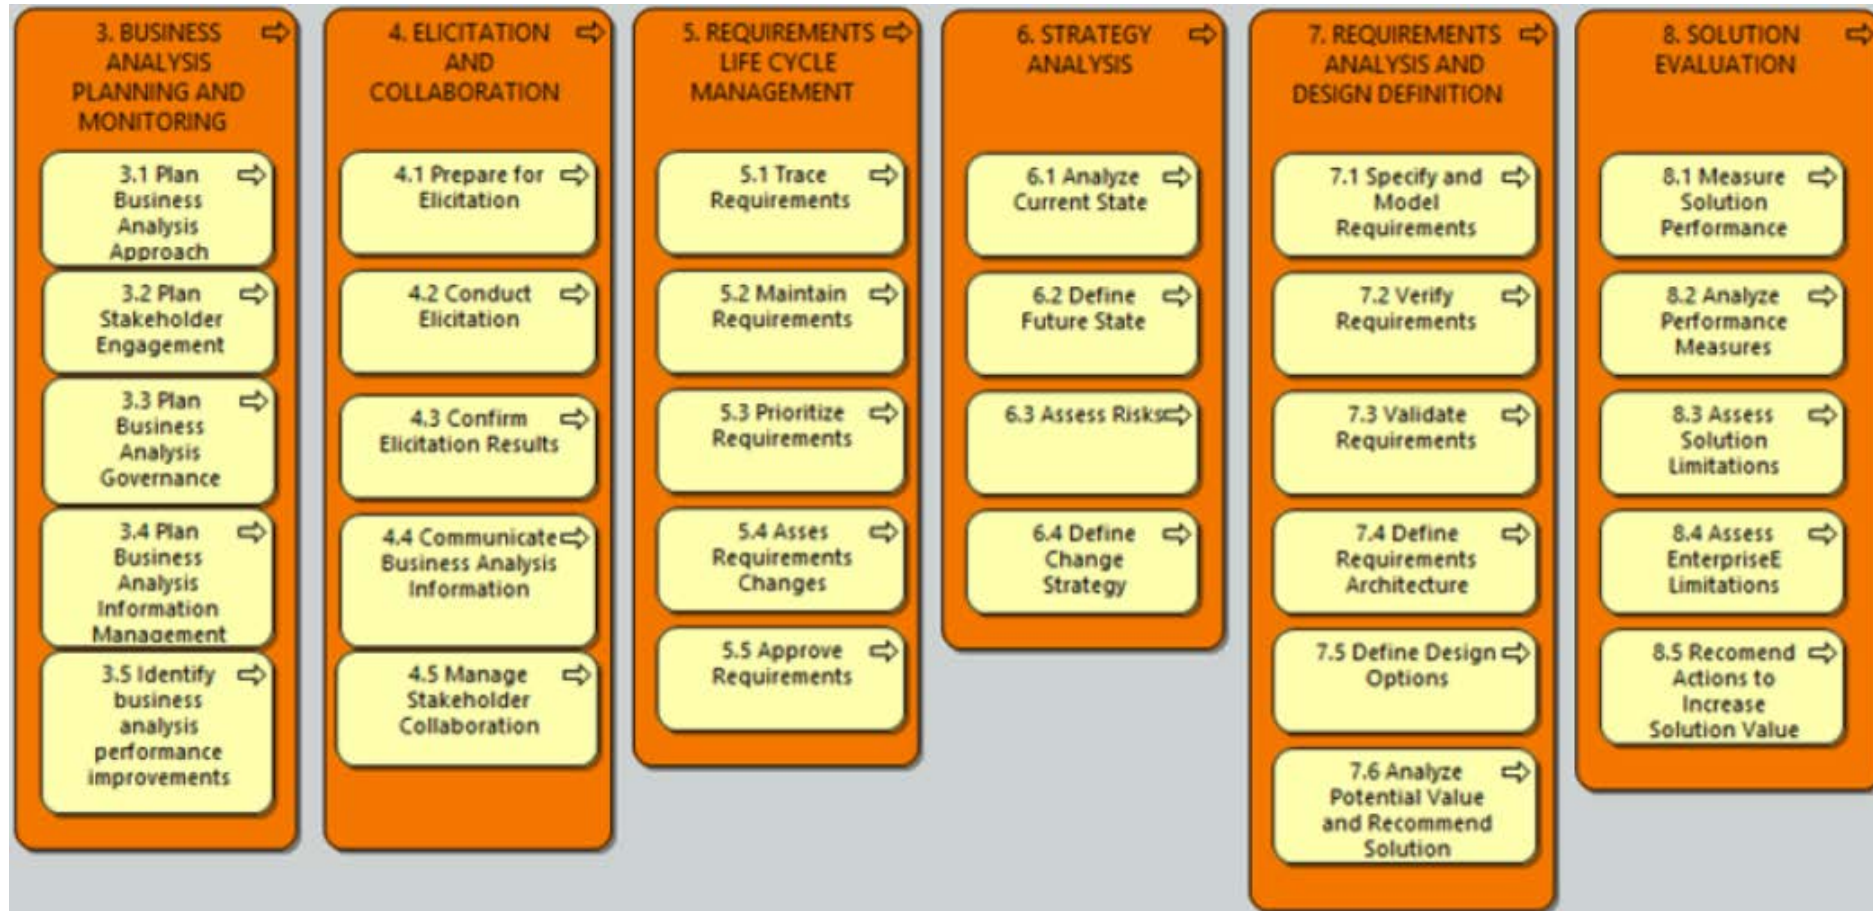 3. BUSINESS
ANALYSIS
PLANNING AND
MONITORING
3.1 Plan
Business
Analysis
Approach
3.2 Plan
Stakeholder
Engagement
3.3 Plan
Business
Analysis
Governance
3.4 Plan
Business
Analysis
Information
Management
3.5 Identify
business
analysis
performance
improvements
4. ELICITATION
AND
COLLABORATION
4.1 Prepare for
Elicitation
4.2 Conduct
Elicitation
4.3 Confirm
Elicitation Results
4.4 Communicate
Business Analysis
Information
4.5 Manage
Stakeholder
Collaboration
5. REQUIREMENTS
LIFE CYCLE
MANAGEMENT
5.1 Trace
Requirements
5.2 Maintain
Requirements
5.3 Prioritize
Requirements
5.4 Asses
Requirements
Changes
5.5 Approve
Requirements
6. STRATEGY
ANALYSIS
6.1 Analyze
Current State
6.2 Define
Future State
6.3 Assess Risks
6.4 Define
Change
Strategy
7. REQUIREMENTS
ANALYSIS AND
DESIGN DEFINITION
7.1 Specify and
Model
Requirements
7.2 Verify
Requirements
7.3 Validate
Requirements
7.4 Define
Requirements
Architecture
7.5 Define Design
Options
7.6 Analyze
Potential Value
and Recommend
Solution
8. SOLUTION
EVALUATION
8.1 Measure
Solution
Performance
8.2 Analyze
Performance
Measures
8.3 Assess
Solution
Limitations
8.4 Assess
EnterpriseE
Limitations
8.5 Recomend
Actions to
Increase
Solution Value